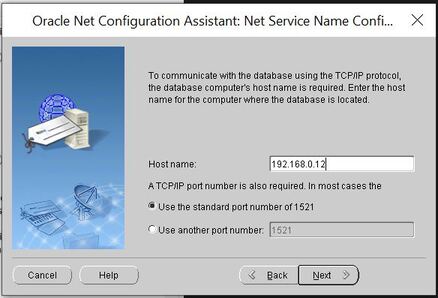 Oracle Net Configuration Assistant: Net Service Name Confi...
To communicate with the database using the TCP/IP protocol,
the database computer's host name is required. Enter the host
name for the computer where the database is located.
Host name: 192.168.0.12
A TCP/IP port number is also required. In most cases the
Use the standard port number of 1521
Use another port number: 1521
Cancel Help Back Next